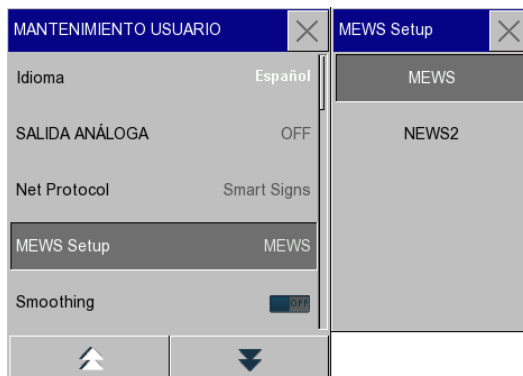 MANTENIMIENTO USUARIO
Idioma Español
SALIDA ANÁLOGA OFF
Net Protocol Smart Signs
MEWS Setup MEWS
Smoothing OFF
MEWS Setup
MEWS
NEWS2